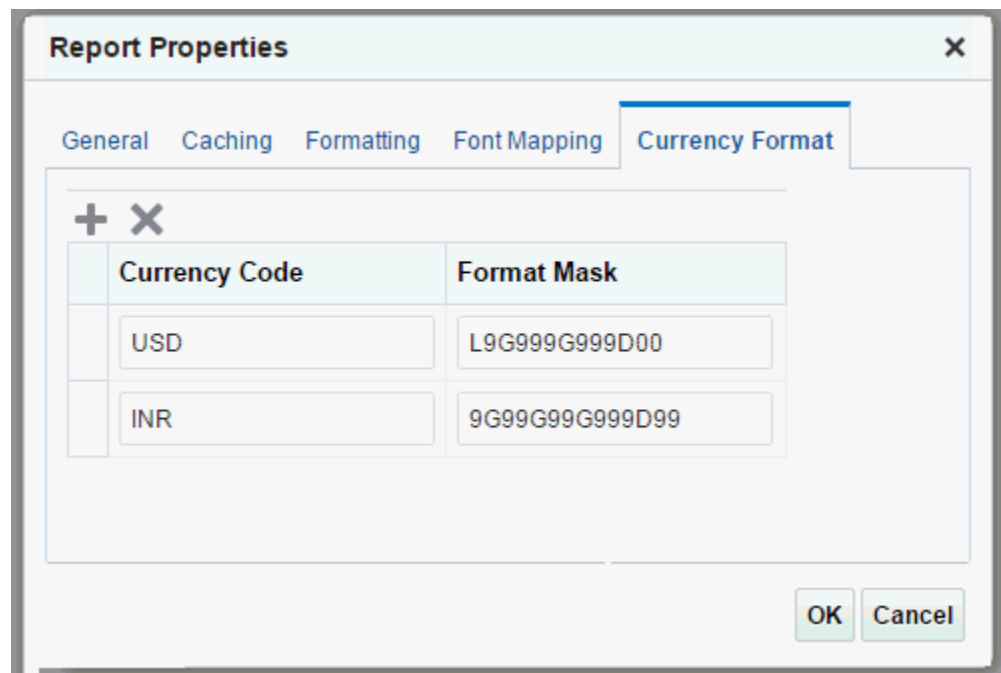 Report Properties
General Caching Formatting Font Mapping Currency Format
Currency Code Format Mask
USD L9G999G999D00
INR 9G99G99G999D99
OK Cancel